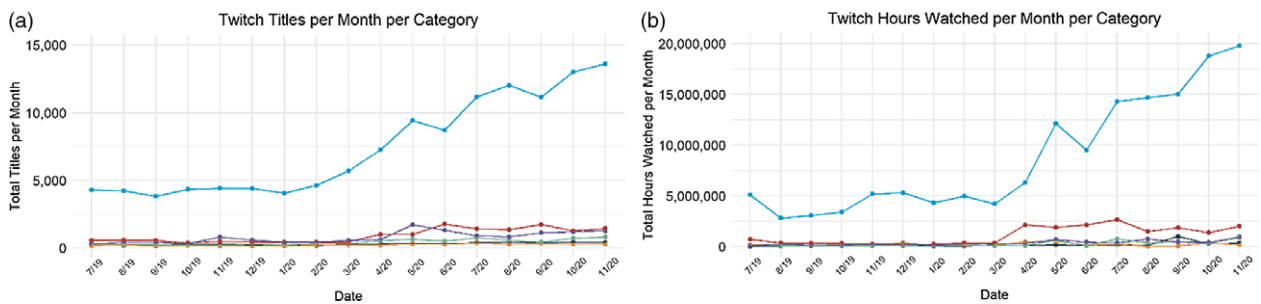 (a)
Twitch Titles per Month per Category
Total Titles per Month
15,000
10,000
5,000
0
7/19 8/19 9/19 10/19 11/19 12/19 1/20 2/20 3/20 4/20 5/20 6/20 7/20 8/20 9/20 10/20 11/20
Date
(b)
Twitch Hours Watched per Month per Category
Total Hours Watched per Month
20,000,000
15,000,000
10,000,000
5,000,000
0
7/19 8/19 9/19 10/19 11/19 12/19 1/20 2/20 3/20 4/20 5/20 6/20 7/20 8/20 9/20 10/20 11/20
Date